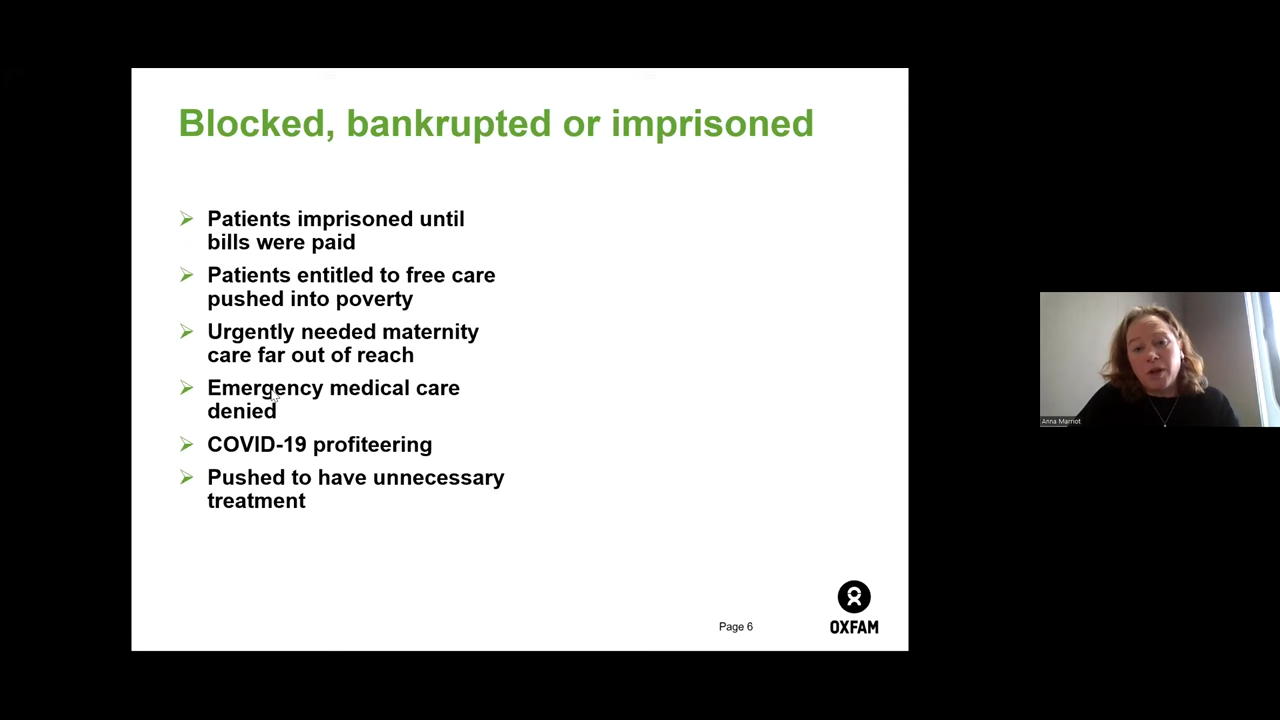 Blocked, bankrupted or imprisoned
Patients imprisoned until
bills were paid
Patients entitled to free care
pushed into poverty
Urgently needed maternity
care far out of reach
Emergency medical care
denied
COVID-19 profiteering
Pushed to have unnecessary
treatment
Page 6
OXFAM
Anna Marriot